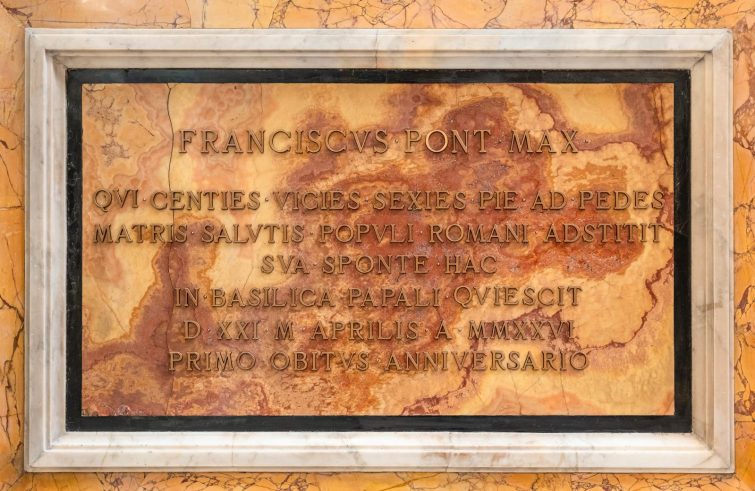 FRANCISCVS·PONT·MAX
QVI·CENTIES·VICIES·SEXIES·PIE·AD·PEDES
MATRIS·SALVTIS·POPVLI·ROMANI·ADSTITIT
SVA·SPONTE·HAC
IN·BASILICA·PAPALI·QVIESCIT
D·XXI·M·APRILIS·A·MMXXVI
PRIMO·OBITVS·ANNIVERSARIO